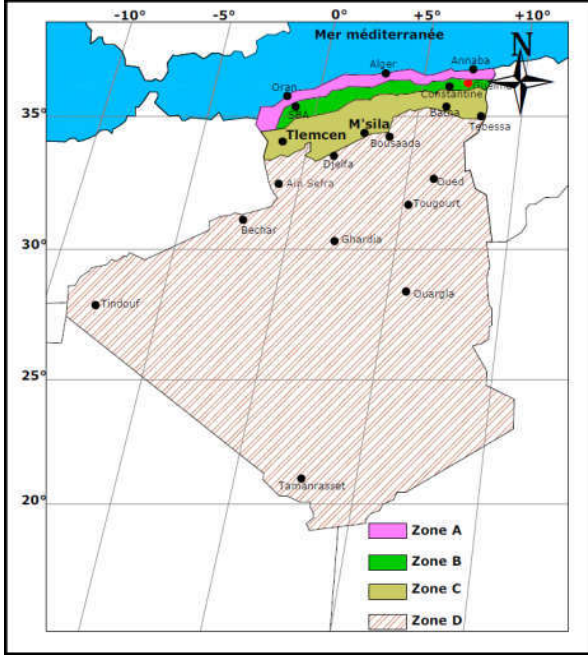 -10° -5° 0° +5° +10°
Mer méditerranée
N
Alger Annaba
Oran Constantine
35° SBA Batna
Tebessa
Tlemcen M'sila
Bousaada
Djelfa
Ain Sefra Oued
Tougourt
Bechar
30° Ghardia
Tindouf Ouargla
25°
Tamanrasset
20°
Zone A
Zone B
Zone C
Zone D